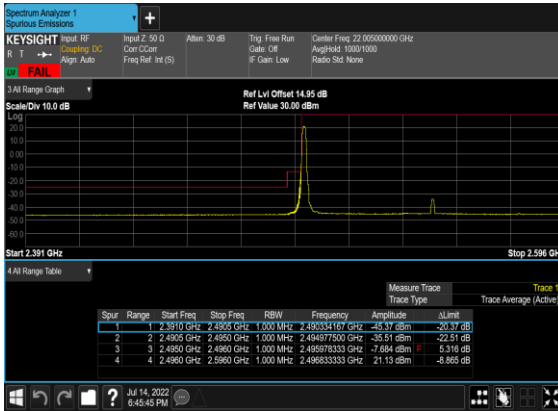 Spectrum Analyzer 1
Spurious Emissions
+
KEYSIGHT Input: RF Input Z: 50 Ω Atten: 30 dB Trig: Free Run Center Freq: 22.005000000 GHz
R T Coupling: DC Corr CCorr Gate: Off Avg|Hold: 1000/1000
Align: Auto Freq Ref: Int (S) IF Gain: Low Radio Std: None
FAIL
3 All Range Graph
Ref Lvl Offset 14.95 dB
Scale/Div 10.0 dB Ref Value 30.00 dBm
Log
20.0
10.0
0.00
-10.0
-20.0
-30.0
-40.0
-50.0
-60.0
Start 2.391 GHz Stop 2.596 GH
4 All Range Table
Measure Trace Trace 1
Trace Type Trace Average (Active)
Spur Range Start Freq Stop Freq RBW Frequency Amplitude ΔLimit
1 1 2.3910 GHz 2.4905 GHz 1.000 MHz 2.490334167 GHz -45.37 dBm -20.37 dB
2 2 2.4905 GHz 2.4950 GHz 1.000 MHz 2.494977500 GHz -35.51 dBm -22.51 dB
3 3 2.4950 GHz 2.4960 GHz 1.000 MHz 2.495978333 GHz -7.684 dBm F 5.316 dB
4 4 2.4960 GHz 2.5960 GHz 1.000 MHz 2.496833333 GHz 21.13 dBm -8.865 dB
?
Jul 14, 2022
6:45:45 PM